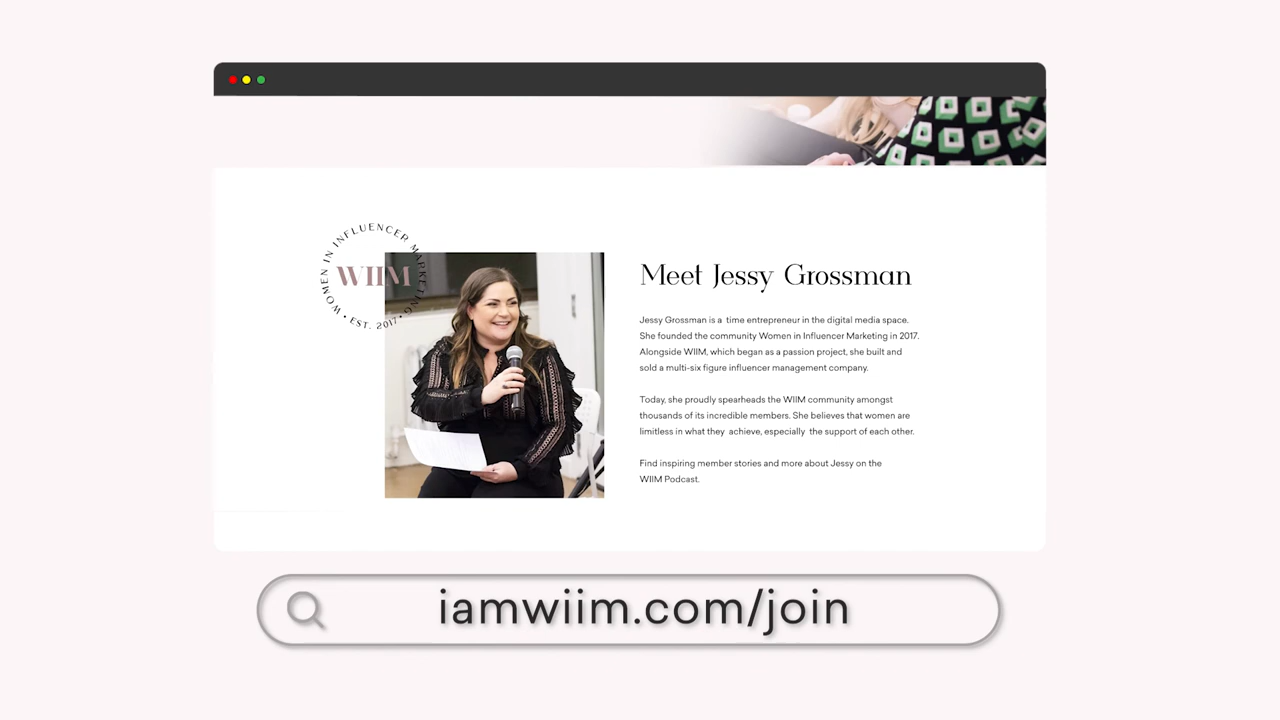 WOMEN IN INFLUENCER MARKETING • EST. 2017 •
WIIM
Meet Jessy Grossman
Jessy Grossman is a time entrepreneur in the digital media space.
She founded the community Women in Influencer Marketing in 2017.
Alongside WIIM, which began as a passion project, she built and
sold a multi-six figure influencer management company.
Today, she proudly spearheads the WIIM community amongst
thousands of its incredible members. She believes that women are
limitless in what they achieve, especially the support of each other.
Find inspiring member stories and more about Jessy on the
WIIM Podcast.
iamwiim.com/join